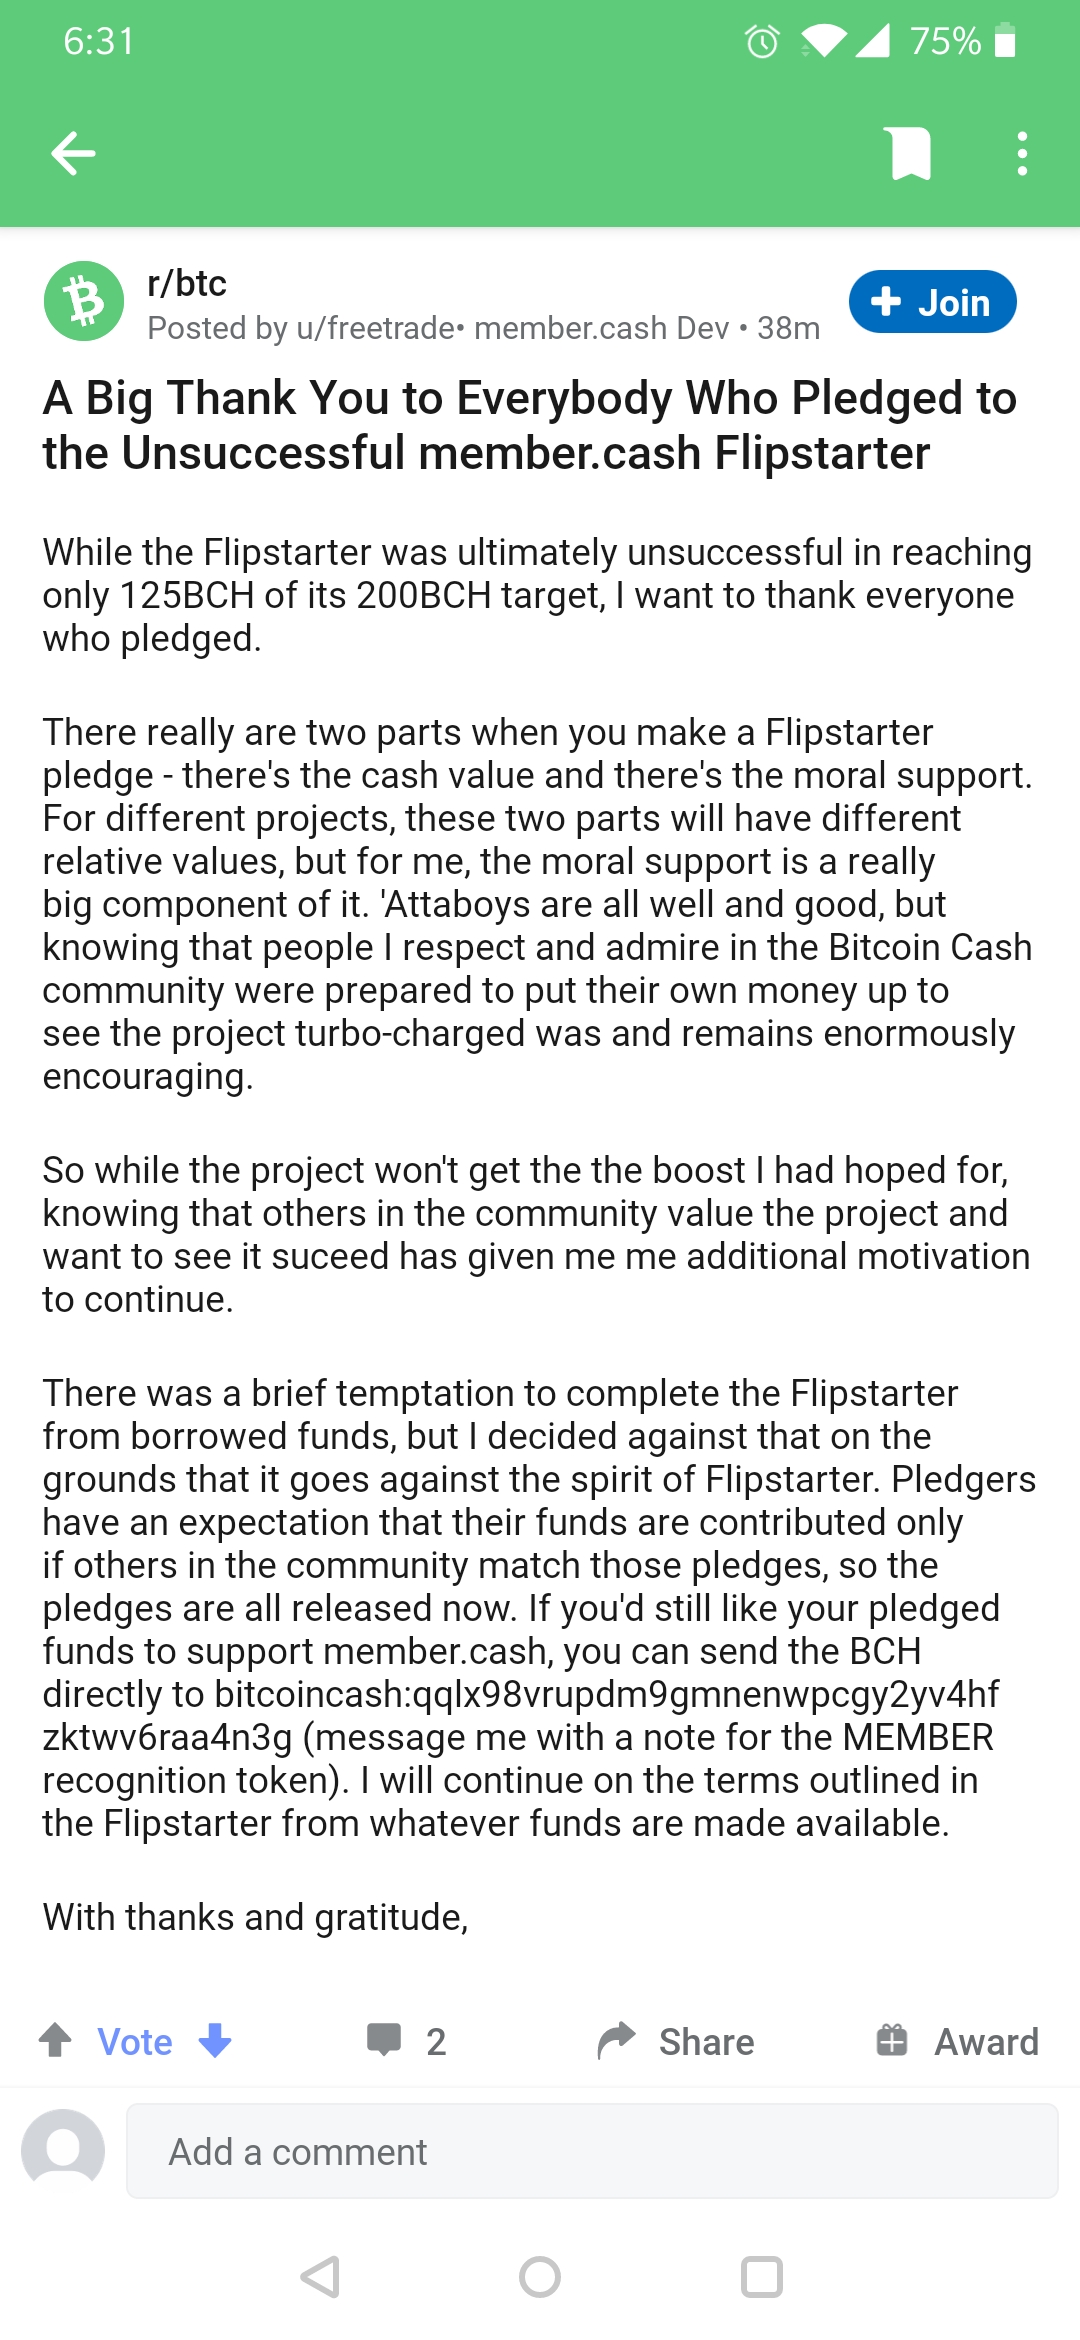 6:31
75%
r/btc
Posted by u/freetrade• member.cash Dev • 38m
Join
A Big Thank You to Everybody Who Pledged to
the Unsuccessful member.cash Flipstarter
While the Flipstarter was ultimately unsuccessful in reaching
only 125BCH of its 200BCH target, I want to thank everyone
who pledged.
There really are two parts when you make a Flipstarter
pledge - there's the cash value and there's the moral support.
For different projects, these two parts will have different
relative values, but for me, the moral support is a really
big component of it. 'Attaboys are all well and good, but
knowing that people I respect and admire in the Bitcoin Cash
community were prepared to put their own money up to
see the project turbo-charged was and remains enormously
encouraging.
So while the project won't get the the boost I had hoped for,
knowing that others in the community value the project and
want to see it suceed has given me me additional motivation
to continue.
There was a brief temptation to complete the Flipstarter
from borrowed funds, but I decided against that on the
grounds that it goes against the spirit of Flipstarter. Pledgers
have an expectation that their funds are contributed only
if others in the community match those pledges, so the
pledges are all released now. If you'd still like your pledged
funds to support member.cash, you can send the BCH
directly to bitcoincash:qqlx98vrupdm9gmnenwpcgy2yv4hf
zktwv6raa4n3g (message me with a note for the MEMBER
recognition token). I will continue on the terms outlined in
the Flipstarter from whatever funds are made available.
With thanks and gratitude,
Vote
2
Share
Award
Add a comment